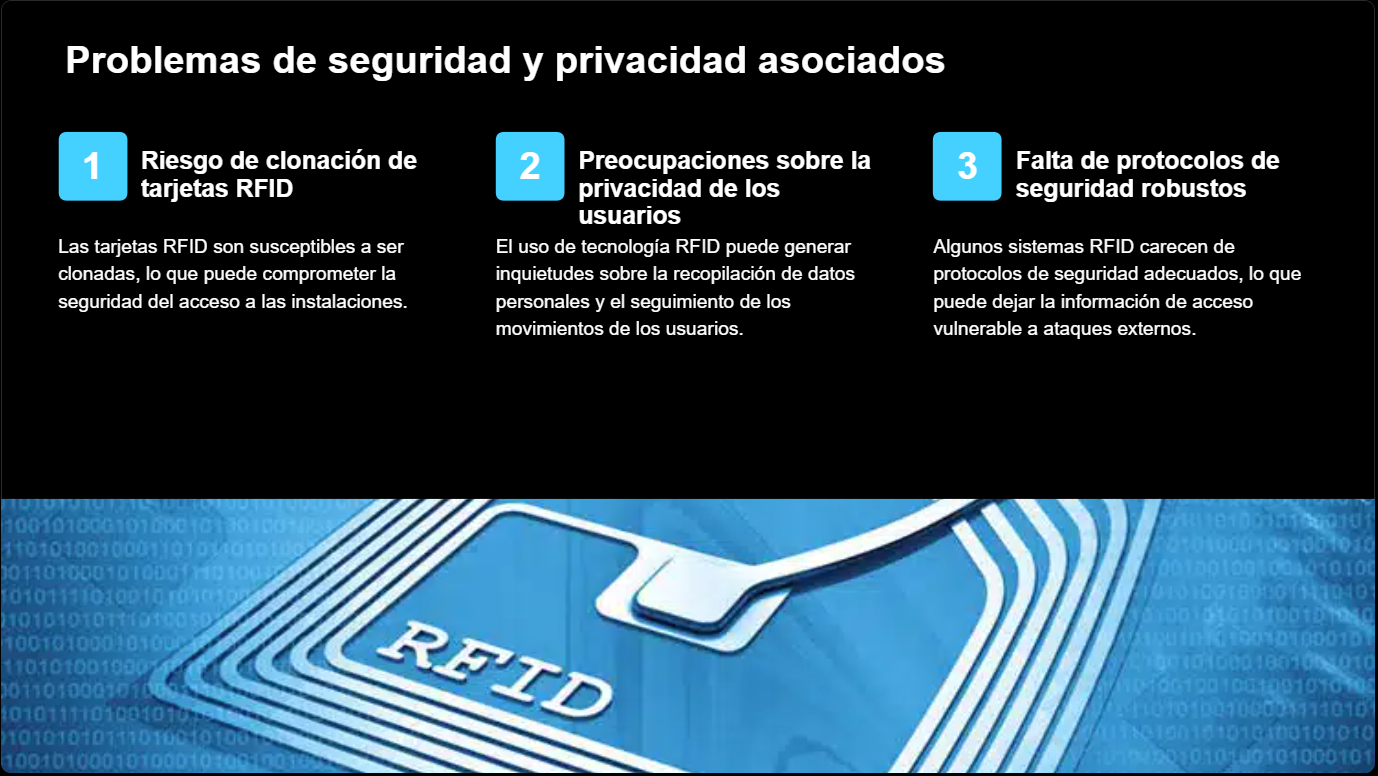 Problemas de seguridad y privacidad asociados
1
Riesgo de clonación de
tarjetas RFID
Las tarjetas RFID son susceptibles a ser
clonadas, lo que puede comprometer la
seguridad del acceso a las instalaciones.
2
Preocupaciones sobre la
privacidad de los
usuarios
El uso de tecnología RFID puede generar
inquietudes sobre la recopilación de datos
personales y el seguimiento de los
movimientos de los usuarios.
3
Falta de protocolos de
seguridad robustos
Algunos sistemas RFID carecen de
protocolos de seguridad adecuados, lo que
puede dejar la información de acceso
vulnerable a ataques externos.
RFID